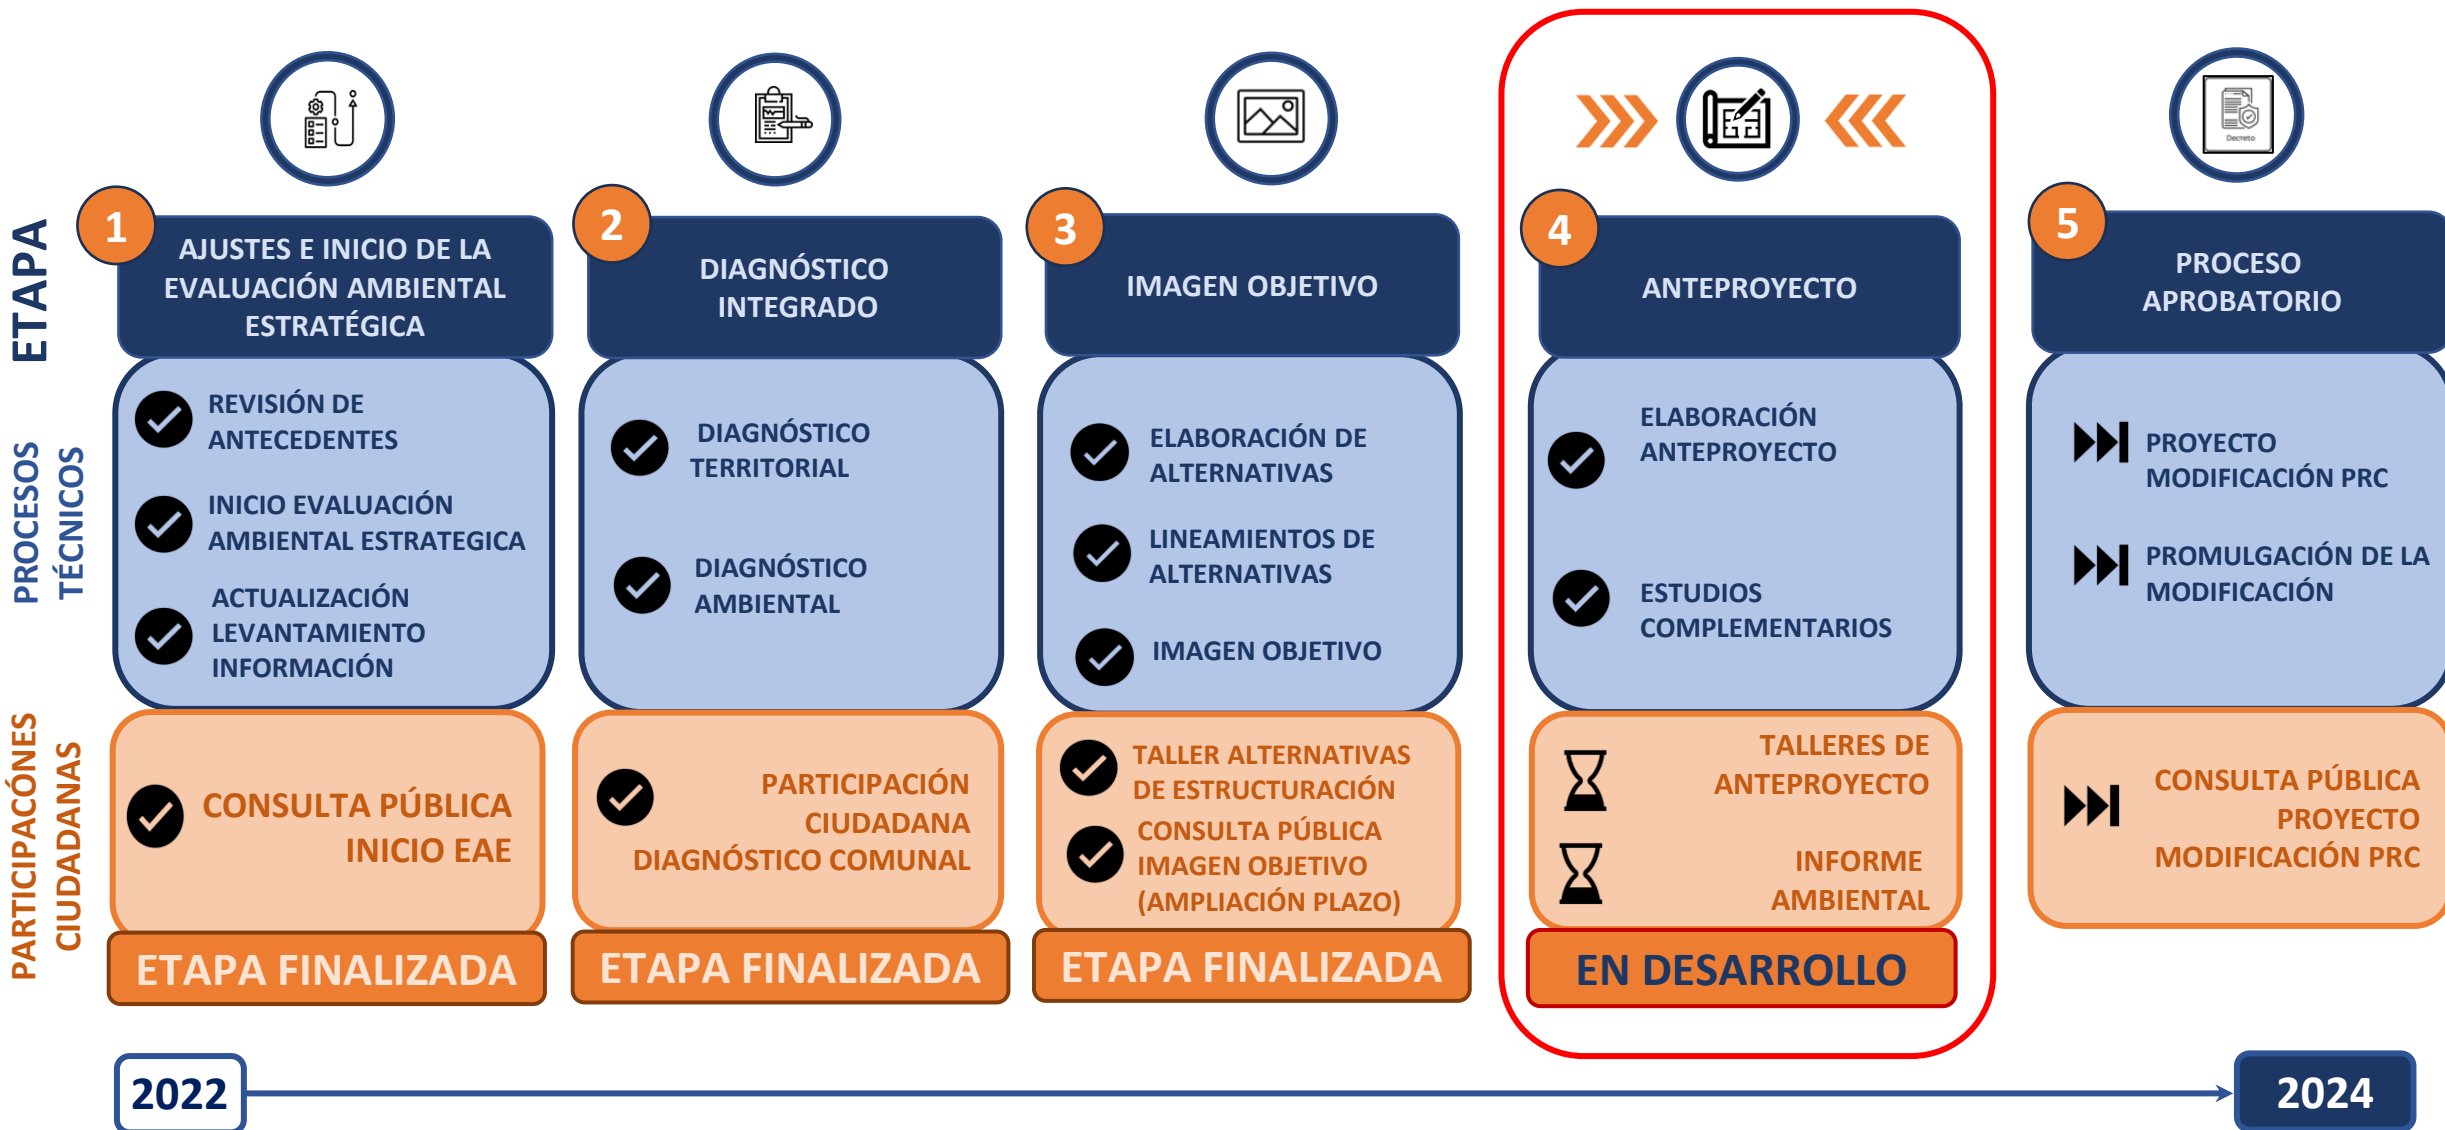 ETAPA
1
AJUSTES E INICIO DE LA
EVALUACIÓN AMBIENTAL
ESTRATÉGICA
2
DIAGNÓSTICO
INTEGRADO
3
IMAGEN OBJETIVO
4
ANTEPROYECTO
Decreto
5
PROCESO
APROBATORIO
PROCESOS
TÉCNICOS
REVISIÓN DE
ANTECEDENTES
INICIO EVALUACIÓN
AMBIENTAL ESTRATEGICA
ACTUALIZACIÓN
LEVANTAMIENTO
INFORMACIÓN
DIAGNÓSTICO
TERRITORIAL
DIAGNÓSTICO
AMBIENTAL
ELABORACIÓN DE
ALTERNATIVAS
LINEAMIENTOS DE
ALTERNATIVAS
IMAGEN OBJETIVO
ELABORACIÓN
ANTEPROYECTO
ESTUDIOS
COMPLEMENTARIOS
PROYECTO
MODIFICACIÓN PRC
PROMULGACIÓN DE LA
MODIFICACIÓN
PARTICIPACÓNES
CIUDADANAS
CONSULTA PÚBLICA
INICIO EAE
PARTICIPACIÓN
CIUDADANA
DIAGNÓSTICO COMUNAL
TALLER ALTERNATIVAS
DE ESTRUCTURACIÓN
CONSULTA PÚBLICA
IMAGEN OBJETIVO
(AMPLIACIÓN PLAZO)
TALLERES DE
ANTEPROYECTO
INFORME
AMBIENTAL
CONSULTA PÚBLICA
PROYECTO
MODIFICACIÓN PRC
ETAPA FINALIZADA
ETAPA FINALIZADA
ETAPA FINALIZADA
EN DESARROLLO
2022
2024